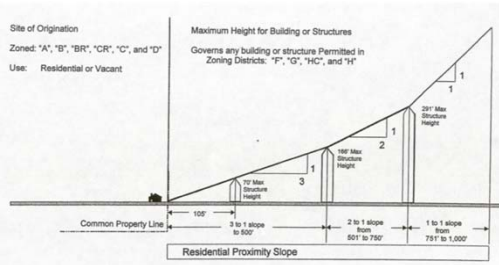 Site of Origination
Zoned: "A", "B", "BR", "CR", "C", and "D"
Use: Residential or Vacant
Maximum Height for Building or Structures
Governs any building or structure Permitted in
Zoning Districts: "F", "G", "HC", and "H"
1
1
291' Max
Structure
Height
1
2
166' Max
Structure
Height
1
3
70' Max
Structure
Height
105'
Common Property Line
3 to 1 slope
to 500'
2 to 1 slope
from
501' to 750'
1 to 1 slope
from
751' to 1,000'
Residential Proximity Slope